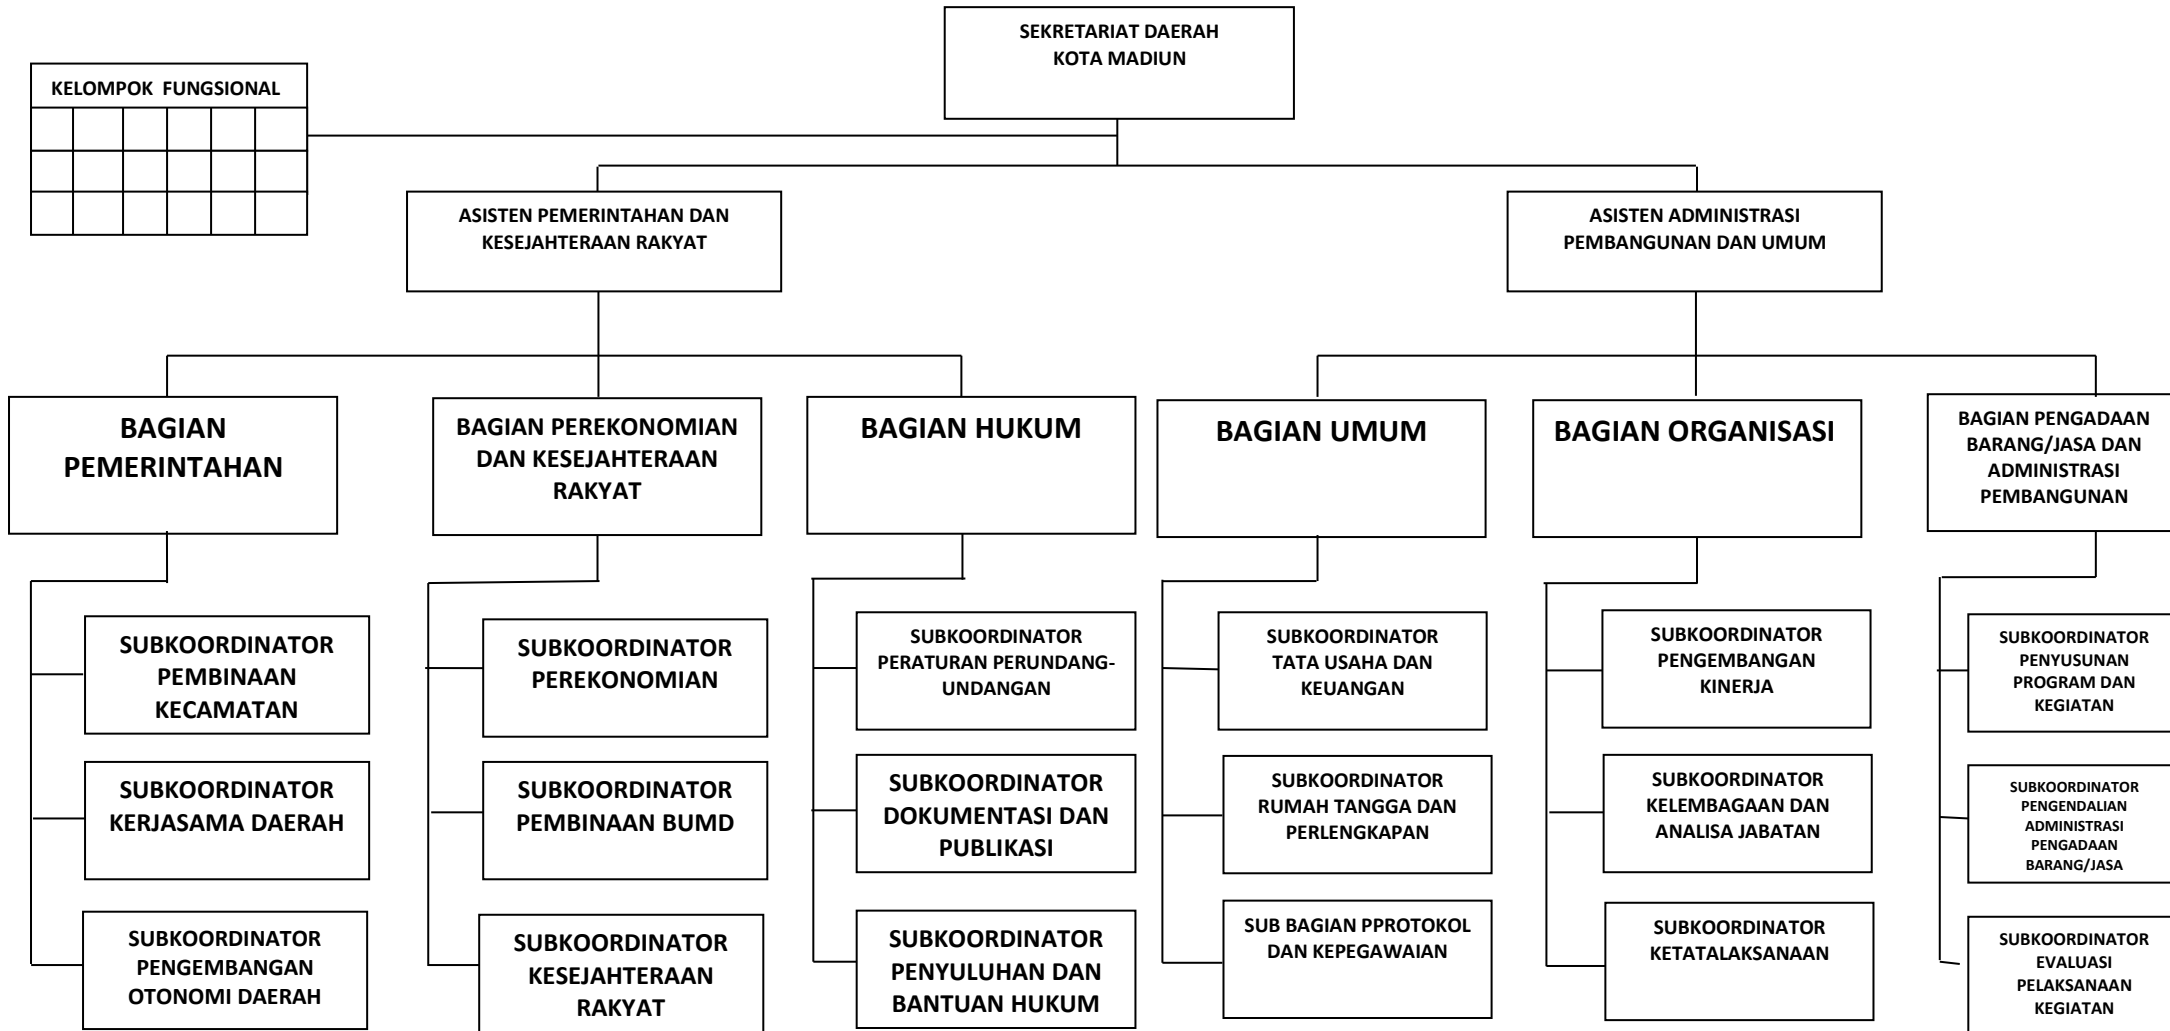 SEKRETARIAT DAERAH
KOTA MADIUN
KELOMPOK FUNGSIONAL
ASISTEN PEMERINTAHAN DAN
KESEJAHTERAAN RAKYAT
ASISTEN ADMINISTRASI
PEMBANGUNAN DAN UMUM
BAGIAN
PEMERINTAHAN
BAGIAN PEREKONOMIAN
DAN KESEJAHTERAAN
RAKYAT
BAGIAN HUKUM
BAGIAN UMUM
BAGIAN ORGANISASI
BAGIAN PENGADAAN
BARANG/JASA DAN
ADMINISTRASI
PEMBANGUNAN
SUBKOORDINATOR
PEMBINAAN
KECAMATAN
SUBKOORDINATOR
PEREKONOMIAN
SUBKOORDINATOR
PERATURAN PERUNDANG-
UNDANGAN
SUBKOORDINATOR
TATA USAHA DAN
KEUANGAN
SUBKOORDINATOR
PENGEMBANGAN
KINERJA
SUBKOORDINATOR
PENYUSUNAN
PROGRAM DAN
KEGIATAN
SUBKOORDINATOR
KERJASAMA DAERAH
SUBKOORDINATOR
PEMBINAAN BUMD
SUBKOORDINATOR
DOKUMENTASI DAN
PUBLIKASI
SUBKOORDINATOR
RUMAH TANGGA DAN
PERLENGKAPAN
SUBKOORDINATOR
KELEMBAGAAN DAN
ANALISA JABATAN
SUBKOORDINATOR
PENGENDALIAN
ADMINISTRASI
PENGADAAN
BARANG/JASA
SUBKOORDINATOR
PENGEMBANGAN
OTONOMI DAERAH
SUBKOORDINATOR
KESEJAHTERAAN
RAKYAT
SUBKOORDINATOR
PENYULUHAN DAN
BANTUAN HUKUM
SUB BAGIAN PPROTOKOL
DAN KEPEGAWAIAN
SUBKOORDINATOR
KETATALAKSANAAN
SUBKOORDINATOR
EVALUASI
PELAKSANAAN
KEGIATAN